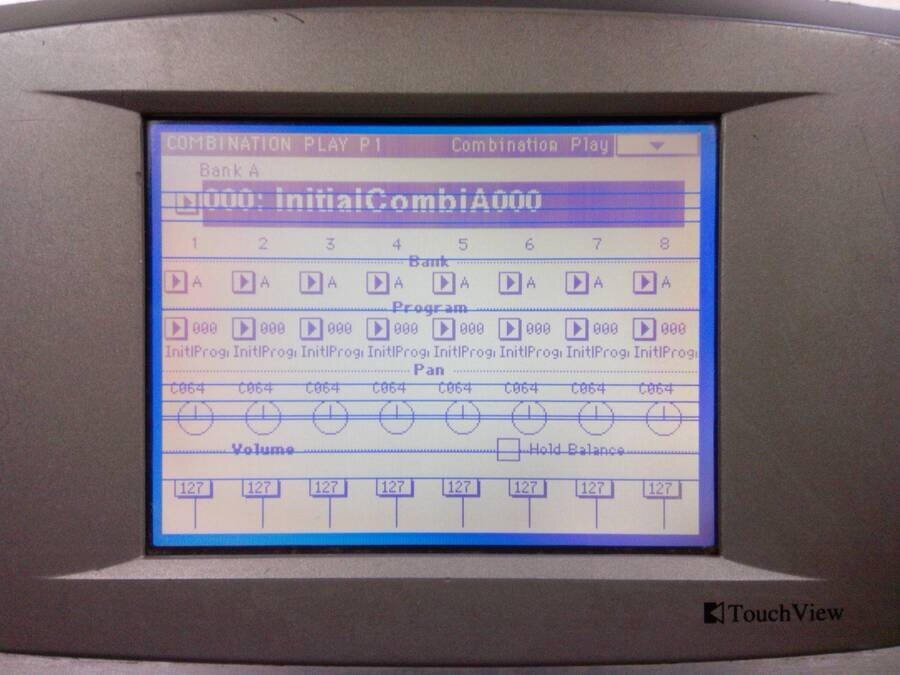 COMBINATION PLAY P1 Combination Play
Bank A
000: InitialCombiA000
1 2 3 4 5 6 7 8
Bank
A A A A A A A A
Program
000 000 000 000 000 000 000 000
InitlProg InitlProg InitlProg InitlProg InitlProg InitlProg InitlProg InitlProg
Pan
C064 C064 C064 C064 C064 C064 C064 C064
Volume Hold Balance
127 127 127 127 127 127 127 127
TouchView